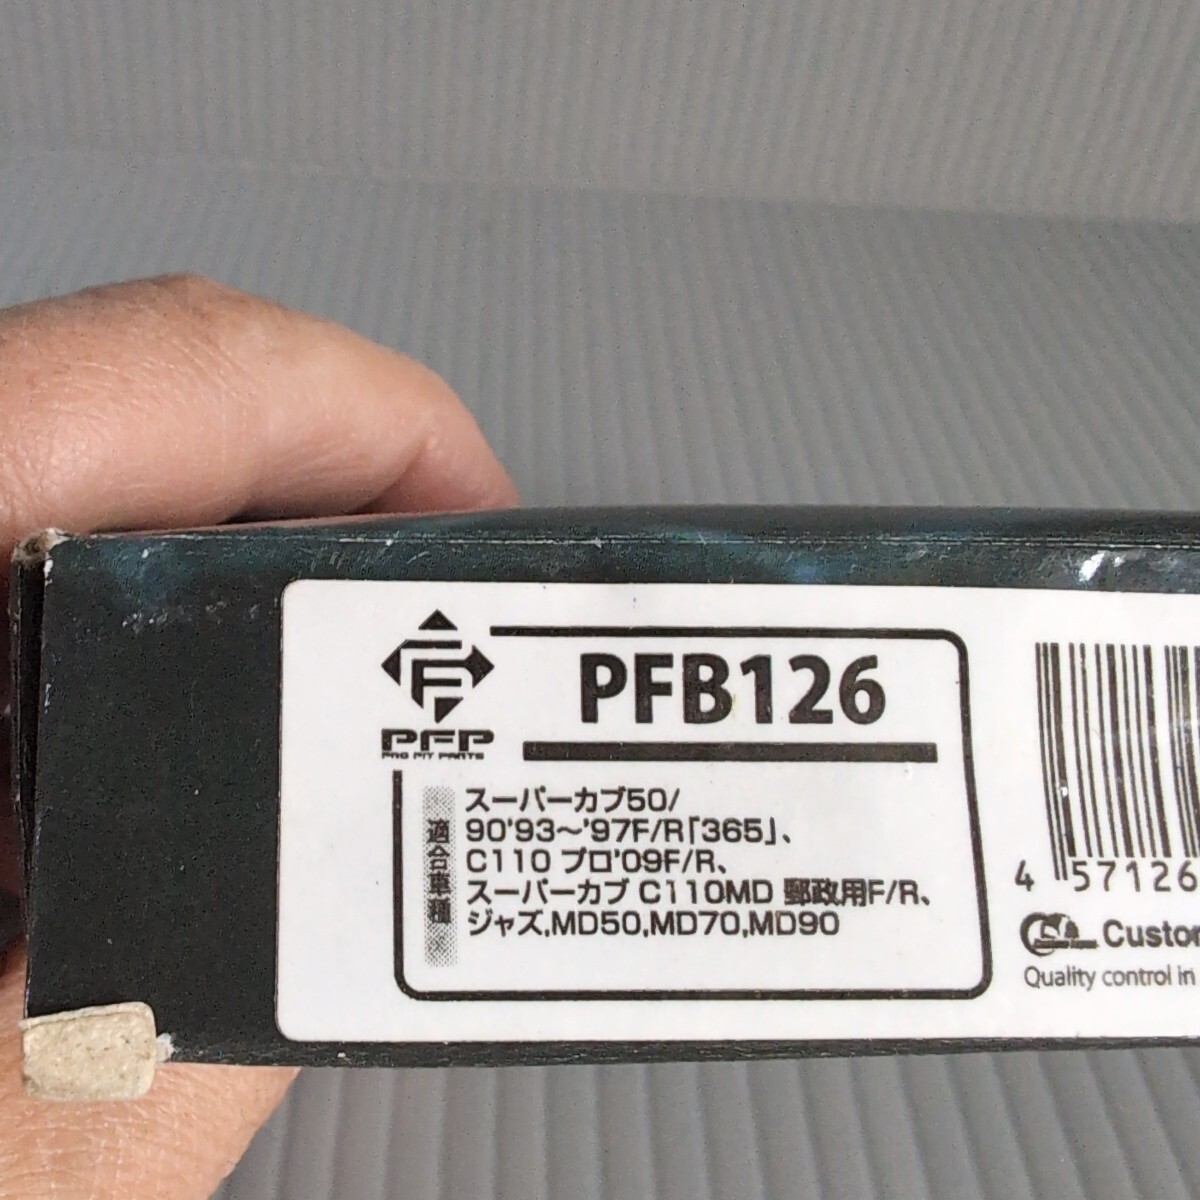 PFP
PRO FIT PARTS
PFB126
適合車種
スーパーカブ50/
90'93～'97F/R「365」、
C110 プロ'09F/R、
スーパーカブ C110MD 郵政用F/R、
ジャズ,MD50,MD70,MD90
4 57126
Custom
Quality control in